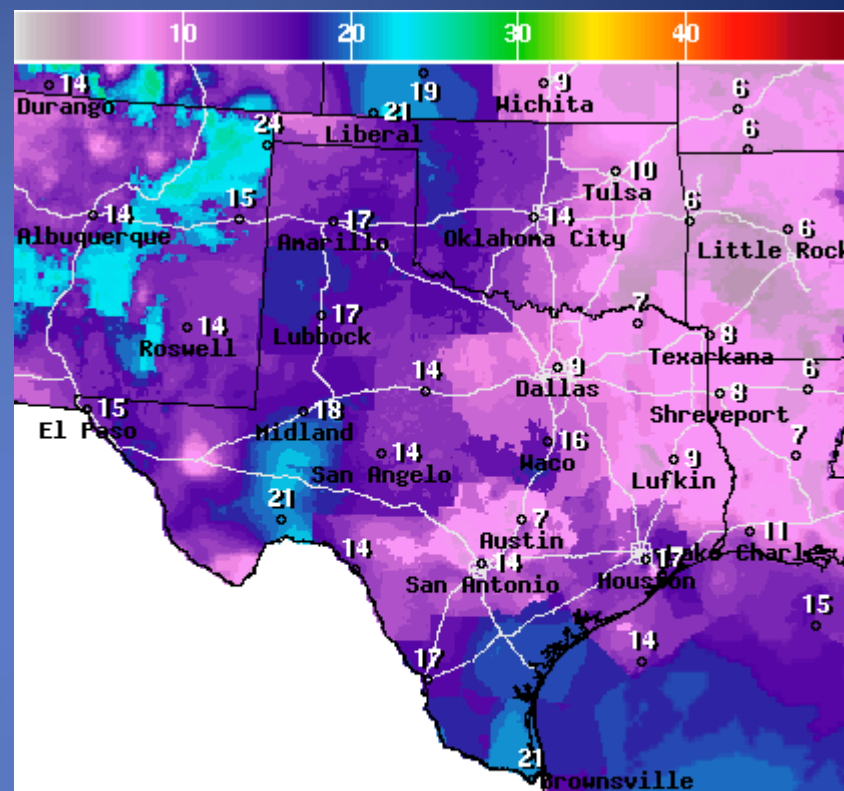 10 20 30 40
14 19 9 6
Durango Wichita
21
Liberal
24 6
10
Tulsa
14 15 17 14 6 6
Albuquerque Amarillo Oklahoma City Little Rock
14 17 7
Roswell Lubbock
8
Texarkana
14 9
Dallas
8 6
Shreveport
15 18
El Paso Midland
14 16 9 7
San Angelo Waco Lufkin
21 7 11
Austin
14 14 17 Lake Charles
San Antonio Houston
15
14
17
21
Brownsville